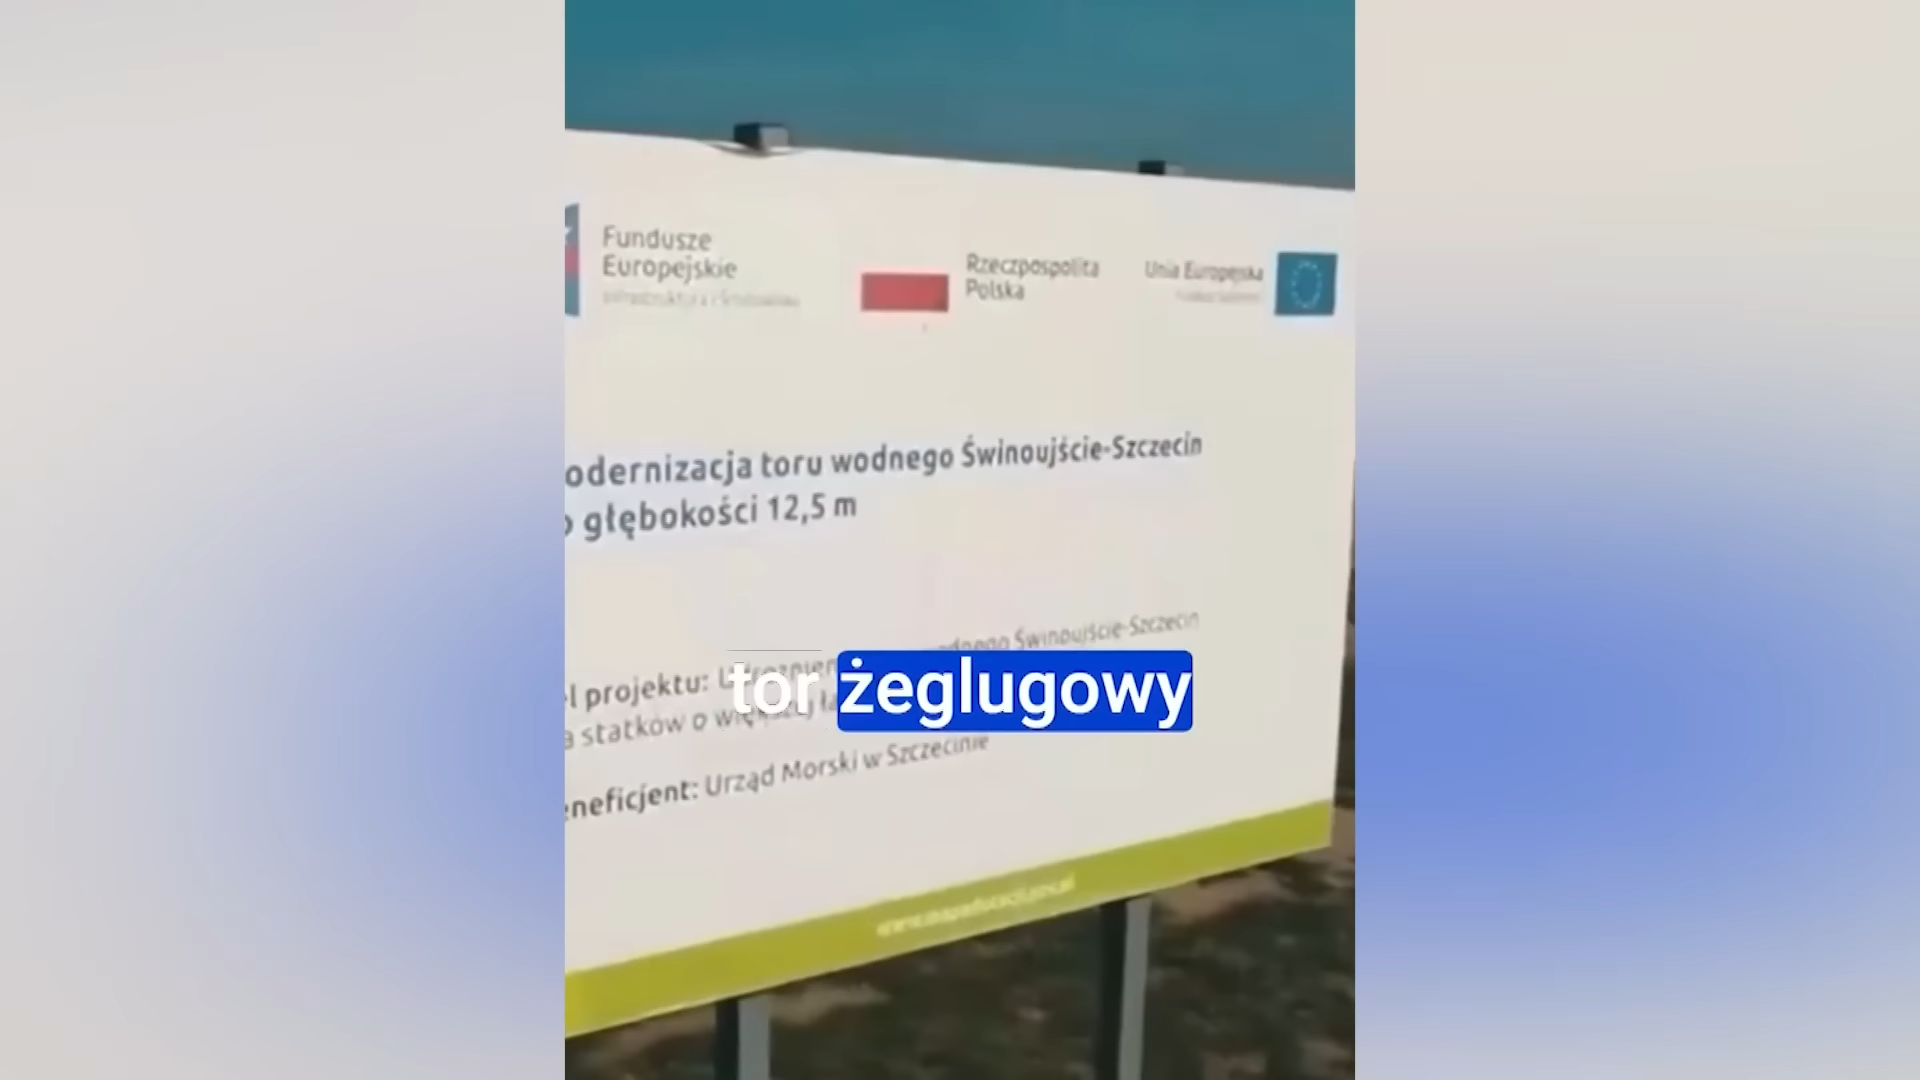 Fundusze
Europejskie
Rzeczpospolita
Polska
Unia Europejska
odernizacja toru wodnego Świnoujście-Szczecin
o głębokości 12,5 m
l projektu: Świnoujście-Szczecin
a statków o większej
tor żeglugowy
eneficjent: Urząd Morski w Szczecinie